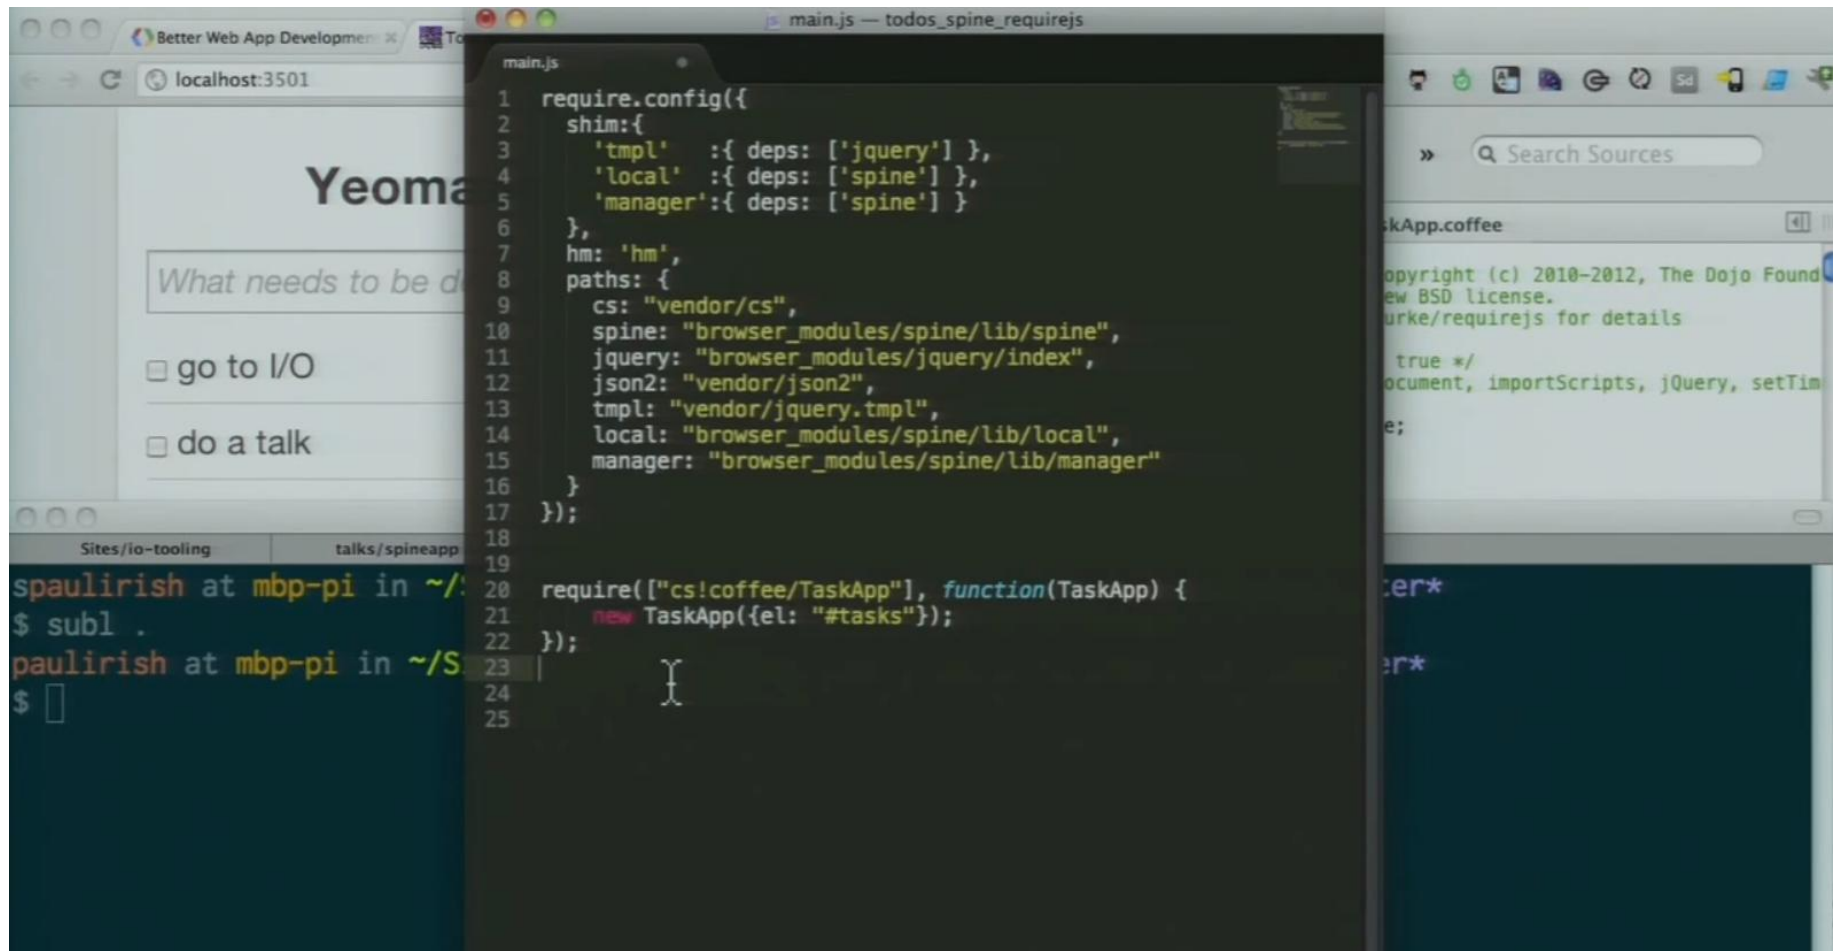 Better Web App Developmen
To
localhost:3501
Yeoma
What needs to be d
go to I/O
do a talk
main.js — todos_spine_requirejs
main.js
1 require.config({
2 shim:{
3 'tmpl' :{ deps: ['jquery'] },
4 'local' :{ deps: ['spine'] },
5 'manager':{ deps: ['spine'] }
6 },
7 hm: 'hm',
8 paths: {
9 cs: "vendor/cs",
10 spine: "browser_modules/spine/lib/spine",
11 jquery: "browser_modules/jquery/index",
12 json2: "vendor/json2",
13 tmpl: "vendor/jquery.tmpl",
14 local: "browser_modules/spine/lib/local",
15 manager: "browser_modules/spine/lib/manager"
16 }
17 });
18
19
20 require(["cs!coffee/TaskApp"], function(TaskApp) {
21 new TaskApp({el: "#tasks"});
22 });
23
24
25
Sd
» Search Sources
kApp.coffee
opyright (c) 2010-2012, The Dojo Found
ew BSD license.
urke/requirejs for details
true */
ocument, importScripts, jQuery, setTim
e;
Sites/io-tooling talks/spineapp
spaulirish at mbp-pi in ~/S ter*
$ subl .
paulirish at mbp-pi in ~/S er*
$